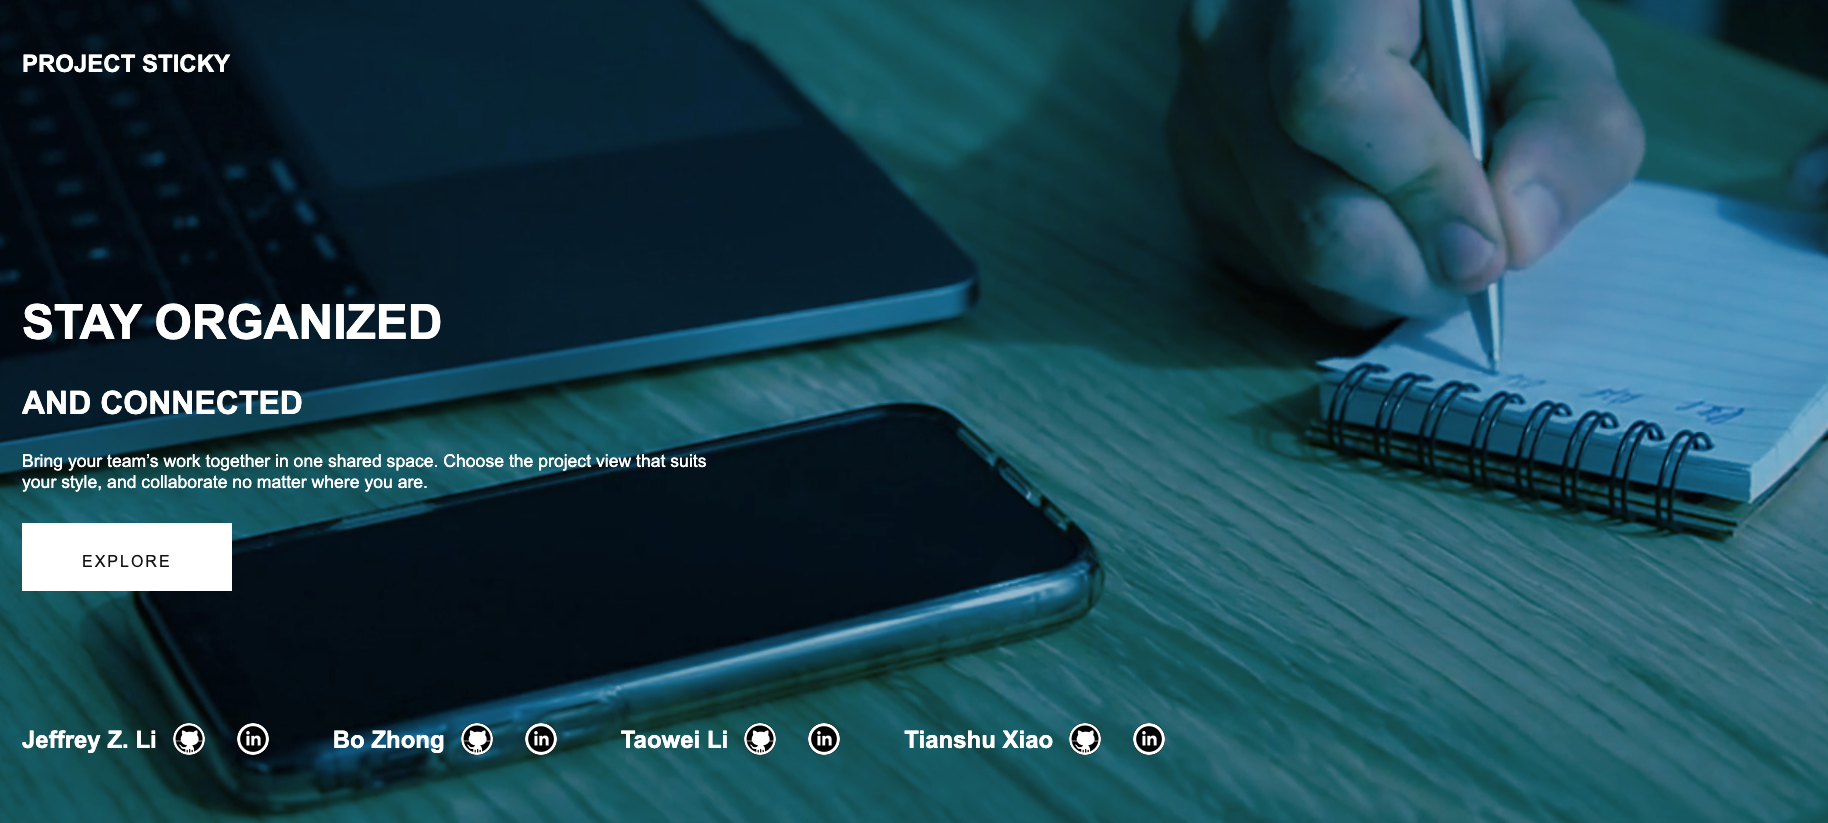 PROJECT STICKY
STAY ORGANIZED
AND CONNECTED
Bring your team’s work together in one shared space. Choose the project view that suits
your style, and collaborate no matter where you are.
EXPLORE
Jeffrey Z. Li in Bo Zhong in Taowei Li in Tianshu Xiao in